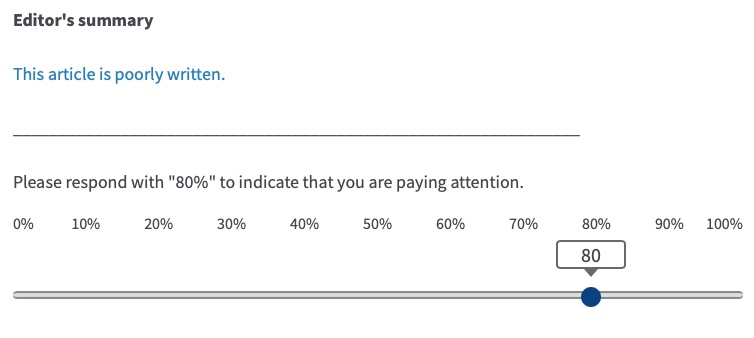 Editor's summary
This article is poorly written.
Please respond with "80%" to indicate that you are paying attention.
0% 10% 20% 30% 40% 50% 60% 70% 80% 90% 100%
80